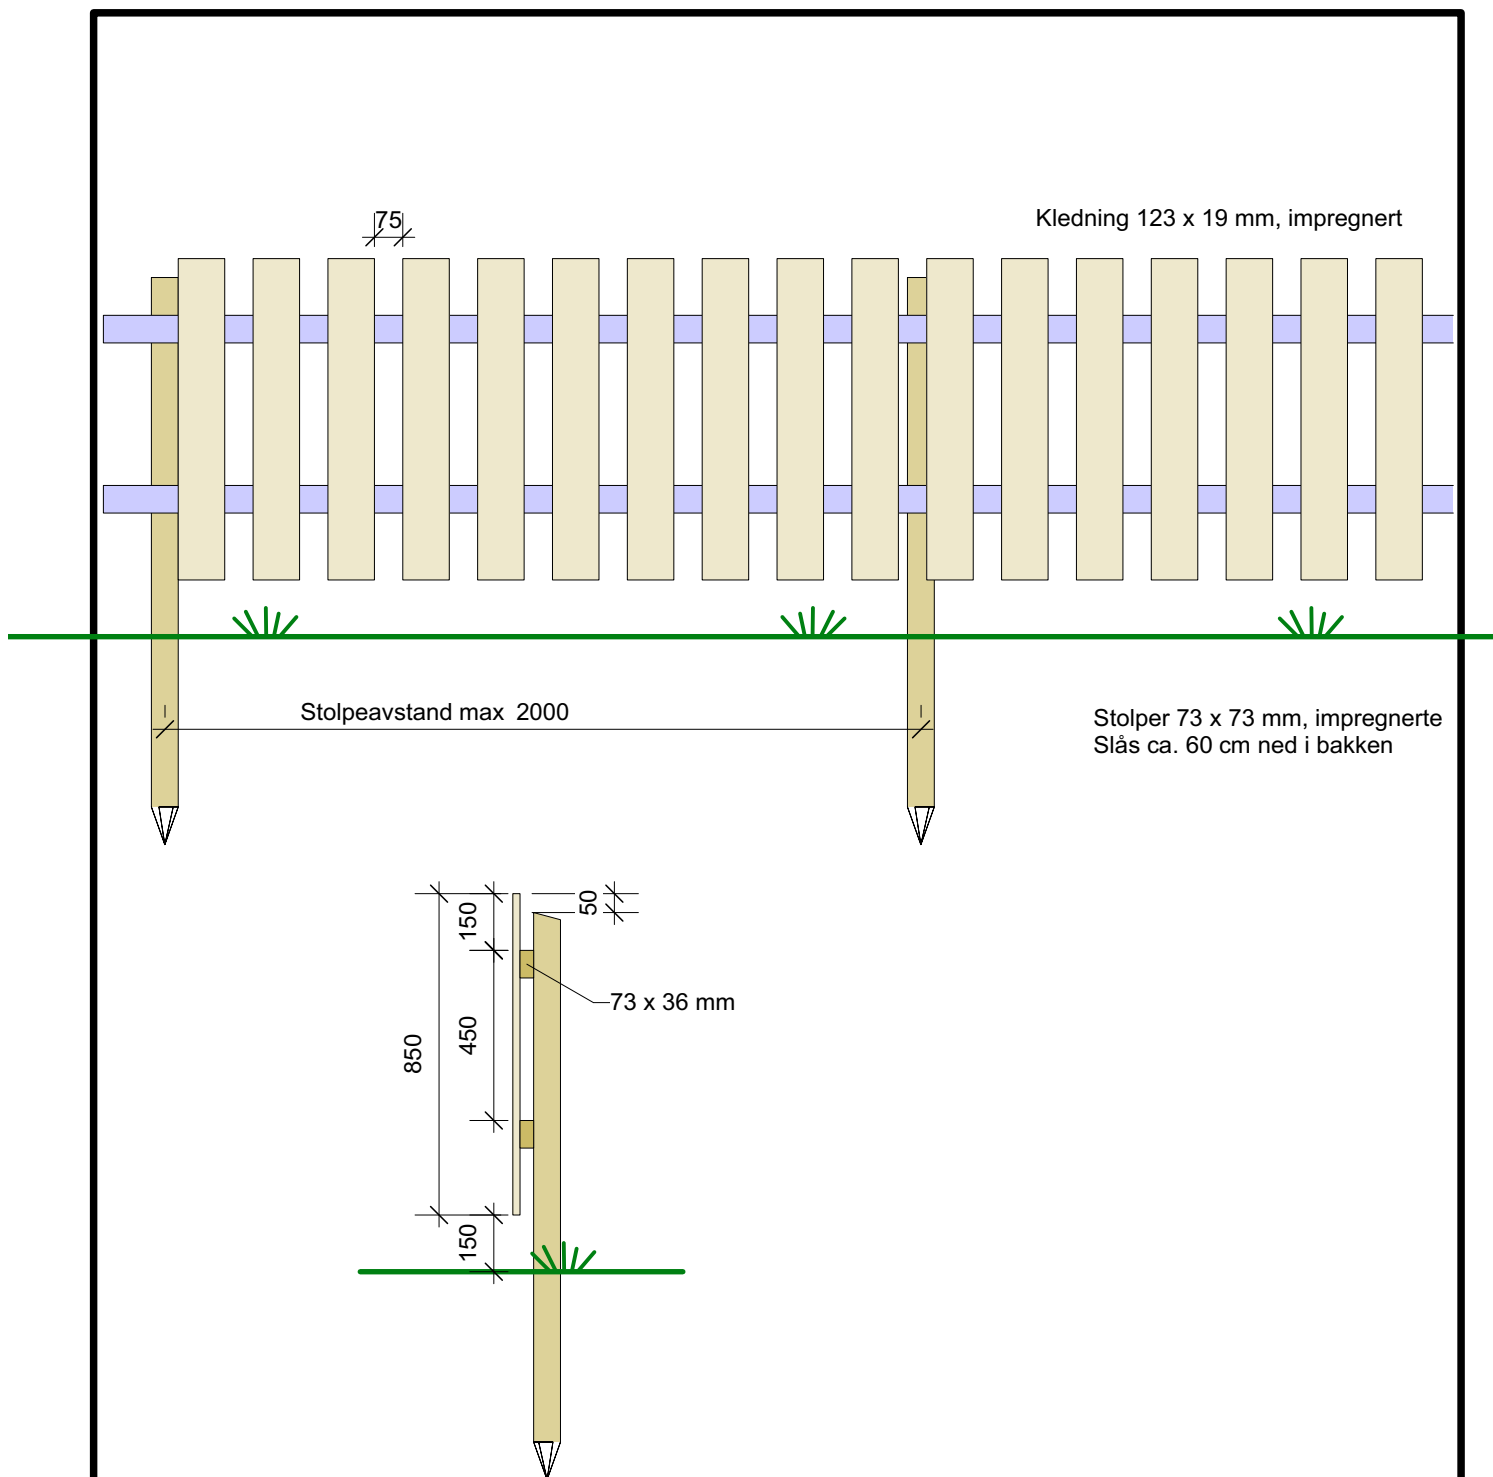 75
Kledning 123 x 19 mm, impregnert
Stolpeavstand max 2000
Stolper 73 x 73 mm, impregnerte
Slås ca. 60 cm ned i bakken
150
50
73 x 36 mm
450
850
150